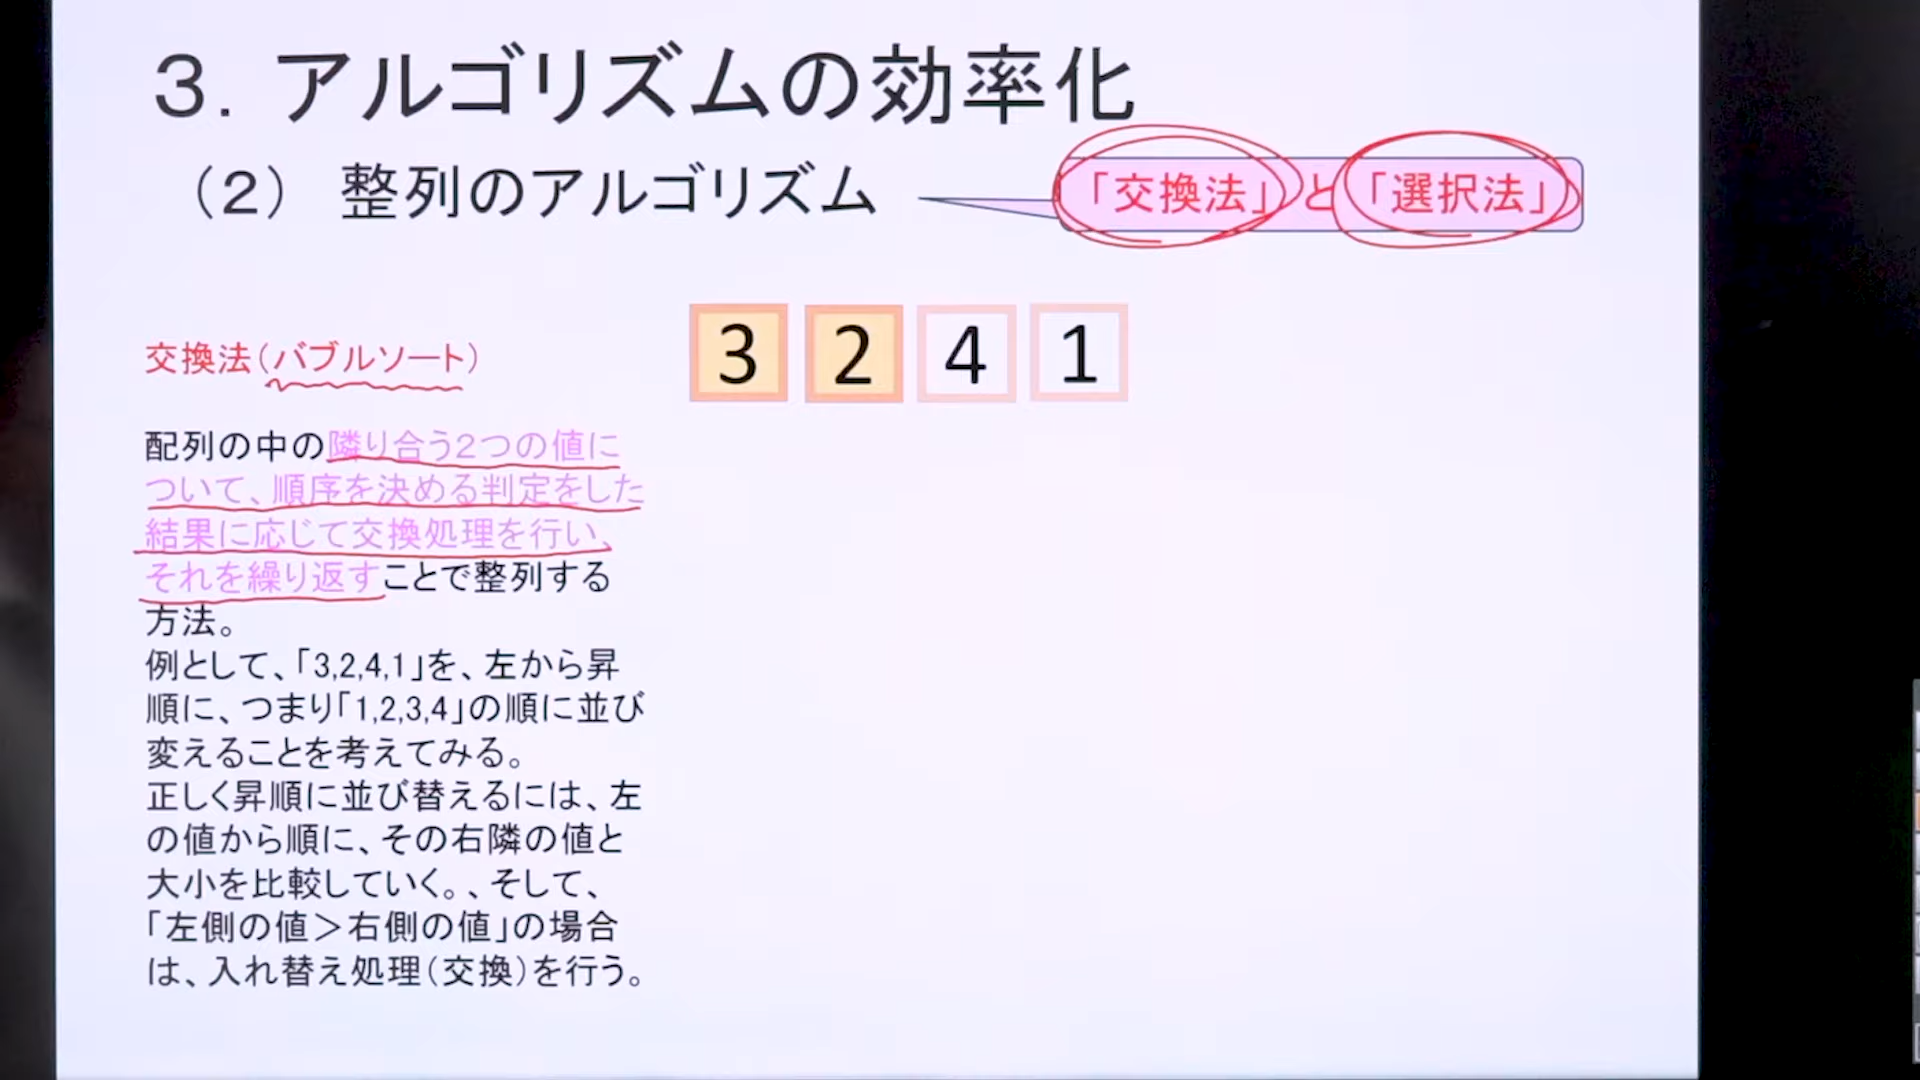 3. アルゴリズムの効率化
（2） 整列のアルゴリズム
「交換法」と「選択法」
3 2 4 1
交換法（バブルソート）
配列の中の隣り合う2つの値に
ついて、順序を決める判定をした
結果に応じて交換処理を行い、
それを繰り返すことで整列する
方法。
例として、「3,2,4,1」を、左から昇
順に、つまり「1,2,3,4」の順に並び
変えることを考えてみる。
正しく昇順に並び替えるには、左
の値から順に、その右隣の値と
大小を比較していく。、そして、
「左側の値＞右側の値」の場合
は、入れ替え処理（交換）を行う。